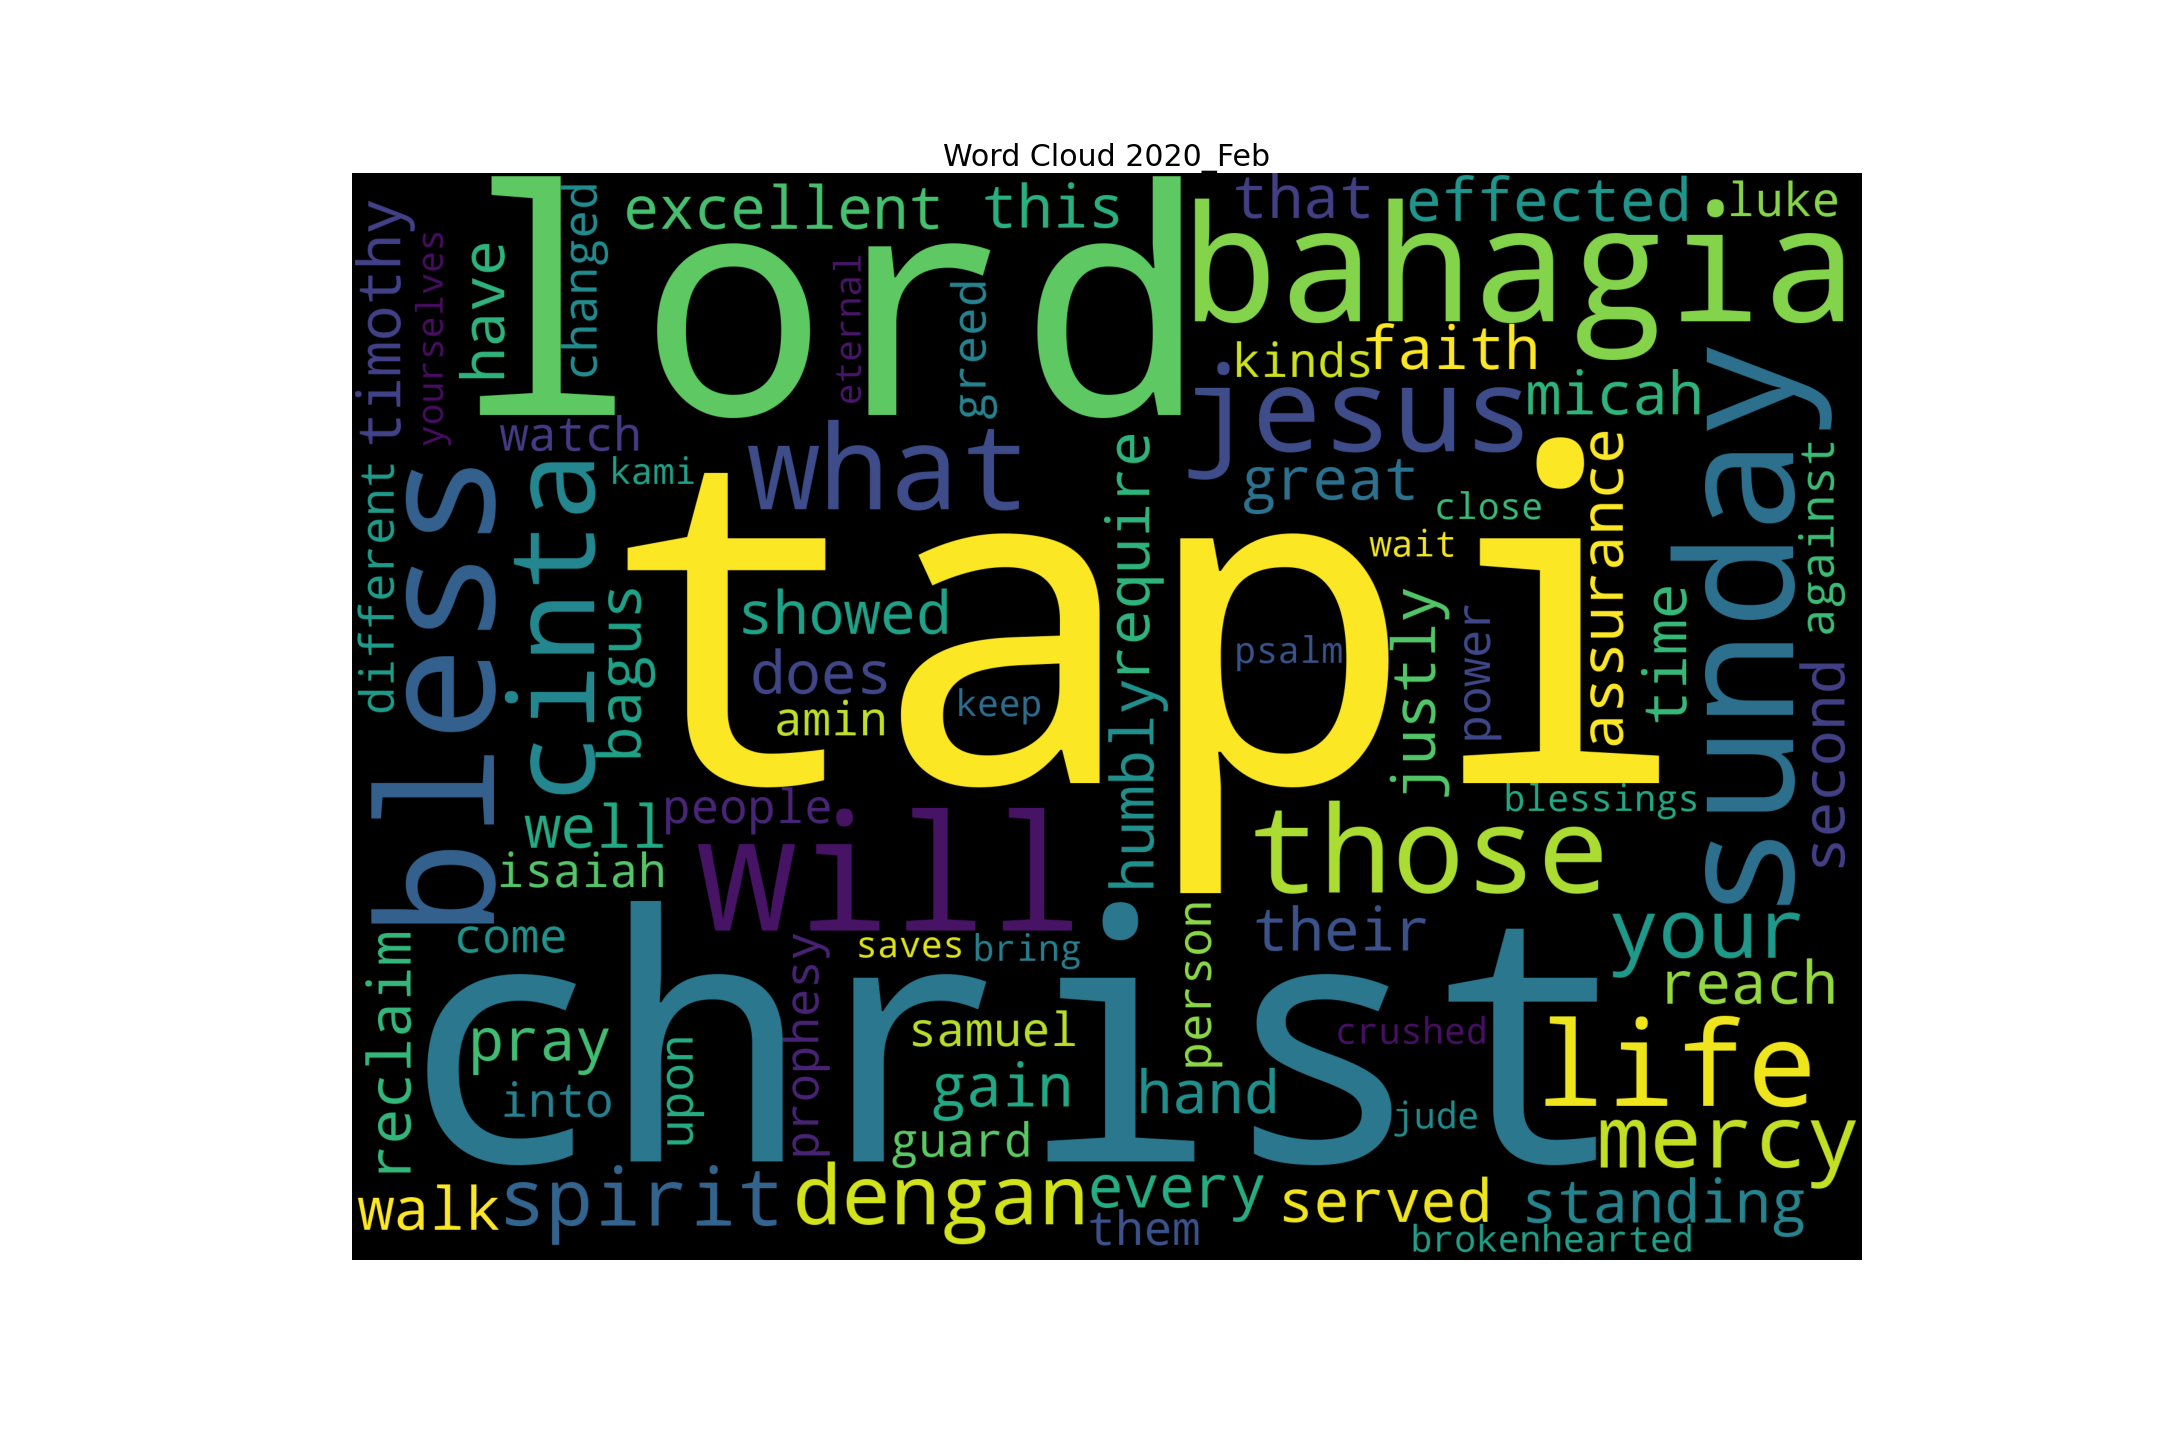 Word Cloud 2020_Feb
timothy
yourselves
have
lord
changed
excellent
this
eternal
greed
that
effected
luke
bahagia
kinds
faith
jesus
micah
sunday
watch
kami
what
great
close
wait
require
assurance
against
different
bless
cinta
bagus
tapi
showed
does
amin
keep
psalm
humbly
justly
power
time
second
blessings
people
well
isaiah
will
those
come
reclaim
christ
saves
bring
prophesy
person
their
your
reach
pray
into
upon
samuel
gain
guard
hand
crushed
jude
life
mercy
walk
spirit
dengan
every
them
served
standing
brokenhearted